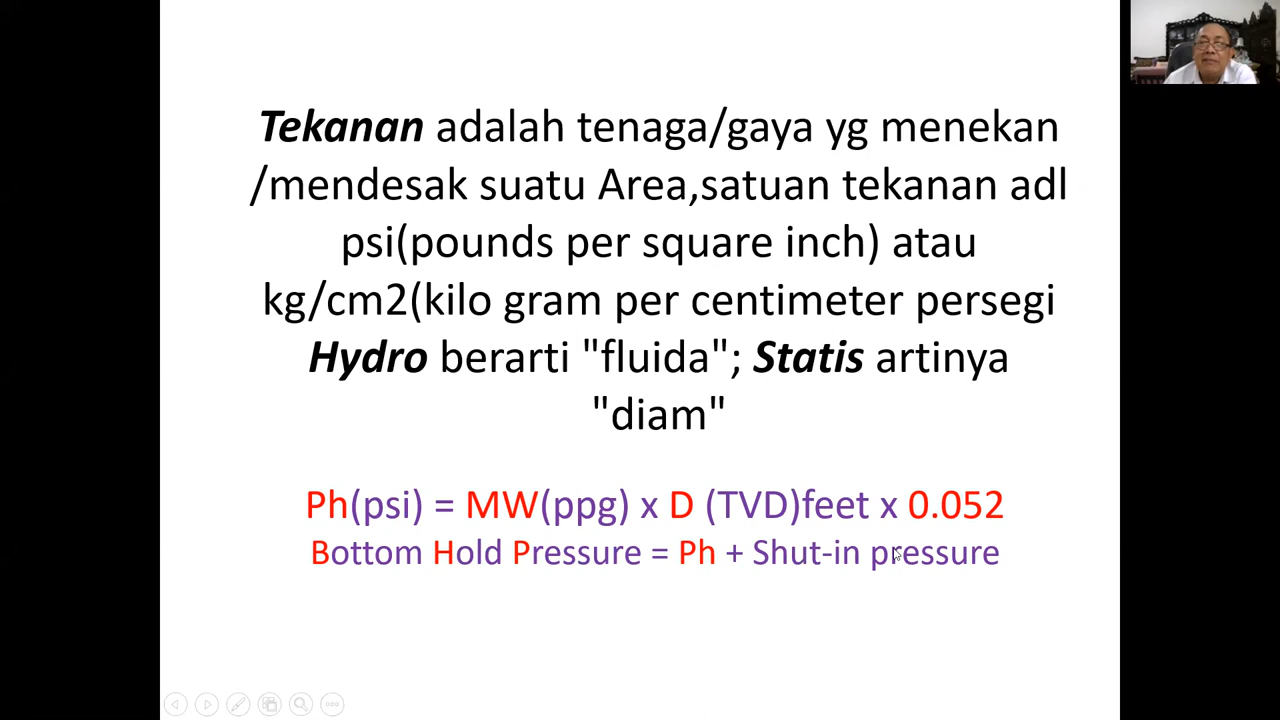 Tekanan adalah tenaga/gaya yg menekan
/mendesak suatu Area,satuan tekanan adl
psi(pounds per square inch) atau
kg/cm2(kilo gram per centimeter persegi
Hydro berarti "fluida"; Statis artinya
"diam"
Ph(psi) = MW(ppg) x D (TVD)feet x 0.052
Bottom Hold Pressure = Ph + Shut-in pressure